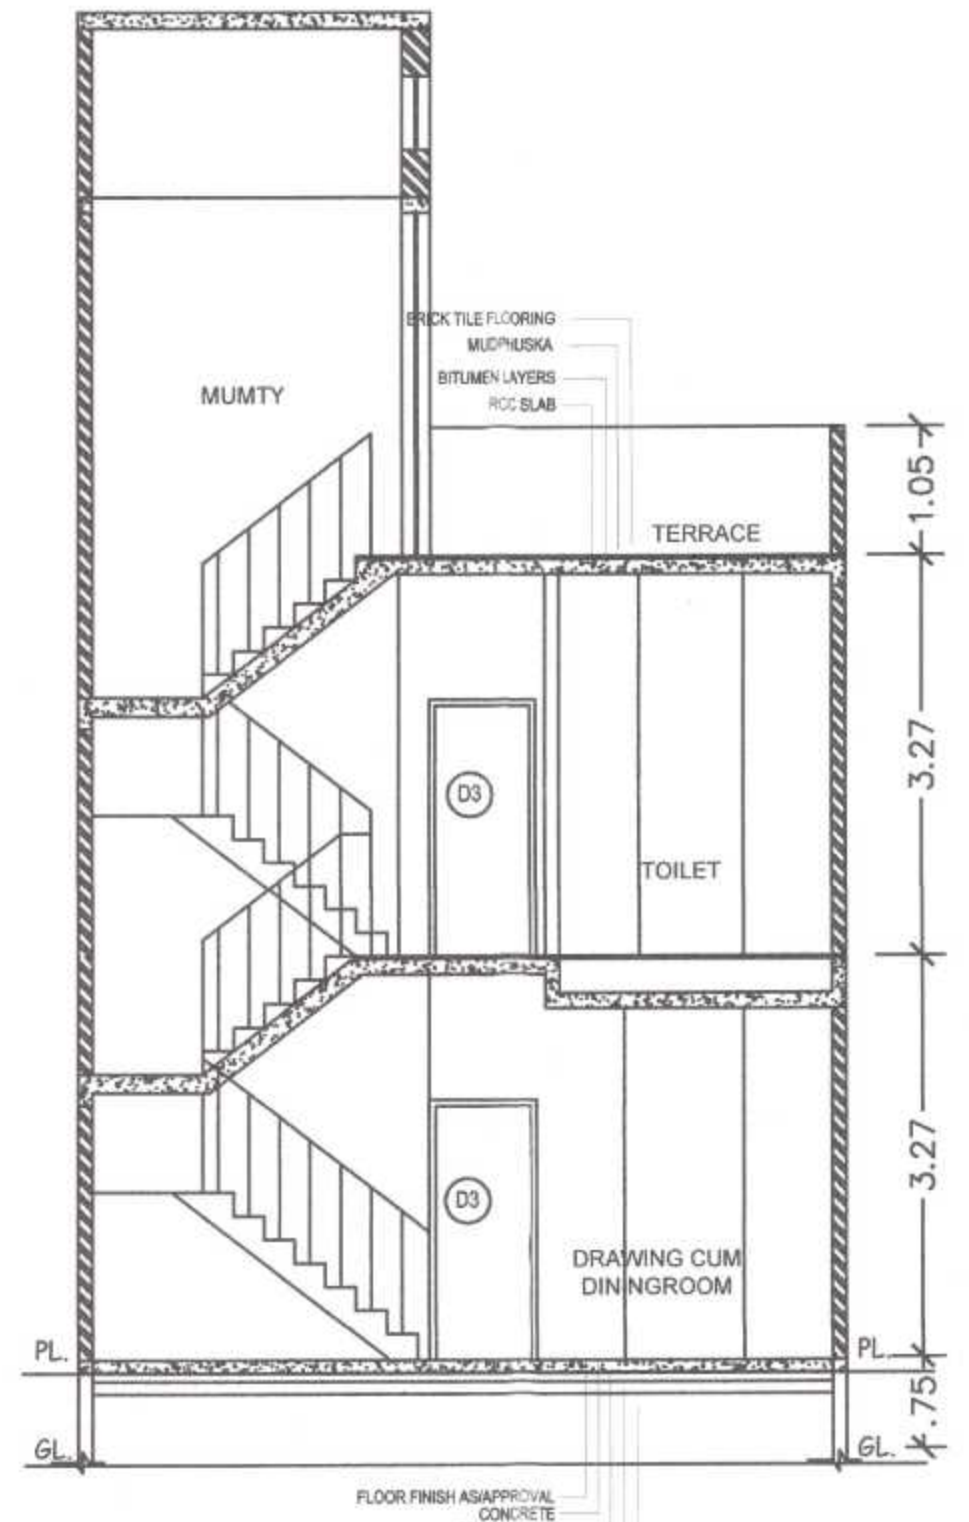 BRICK TILE FLOORING
MUDPHUSKA
BITUMEN LAYERS
RCC SLAB
MUMTY
TERRACE
1.05
3.27
D3
TOILET
3.27
D3
DRAWING CUM
DININGROOM
PL.
PL.
.75
GL.
GL.
FLOOR FINISH AS/APPROVAL
CONCRETE